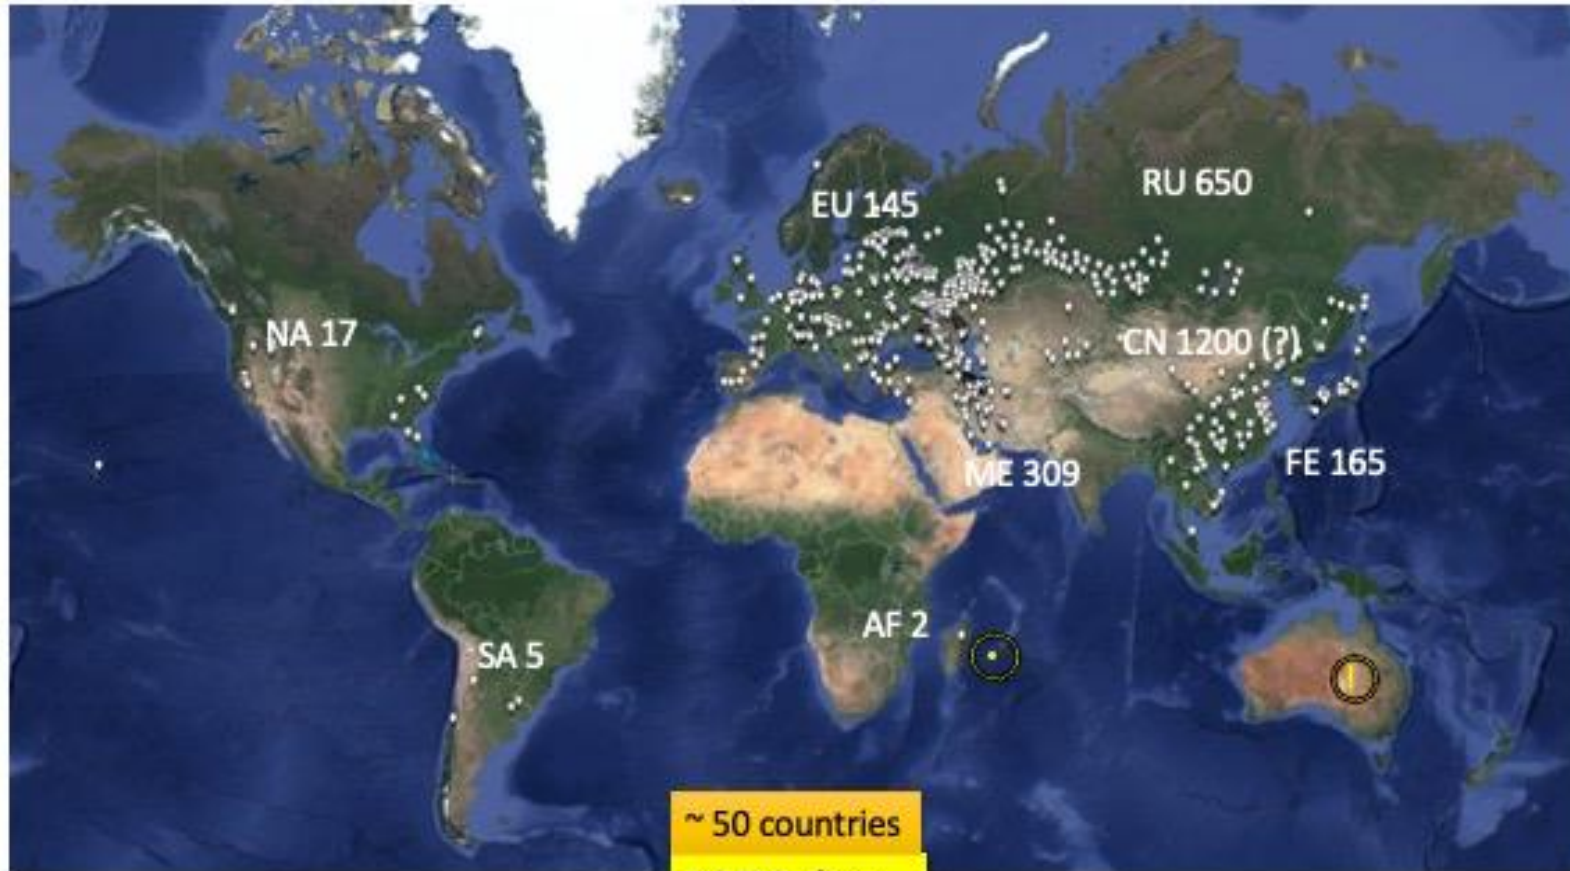 RU 650
EU 145
NA 17
CN 1200 (?)
ME 309
FE 165
AF 2
SA 5
~ 50 countries